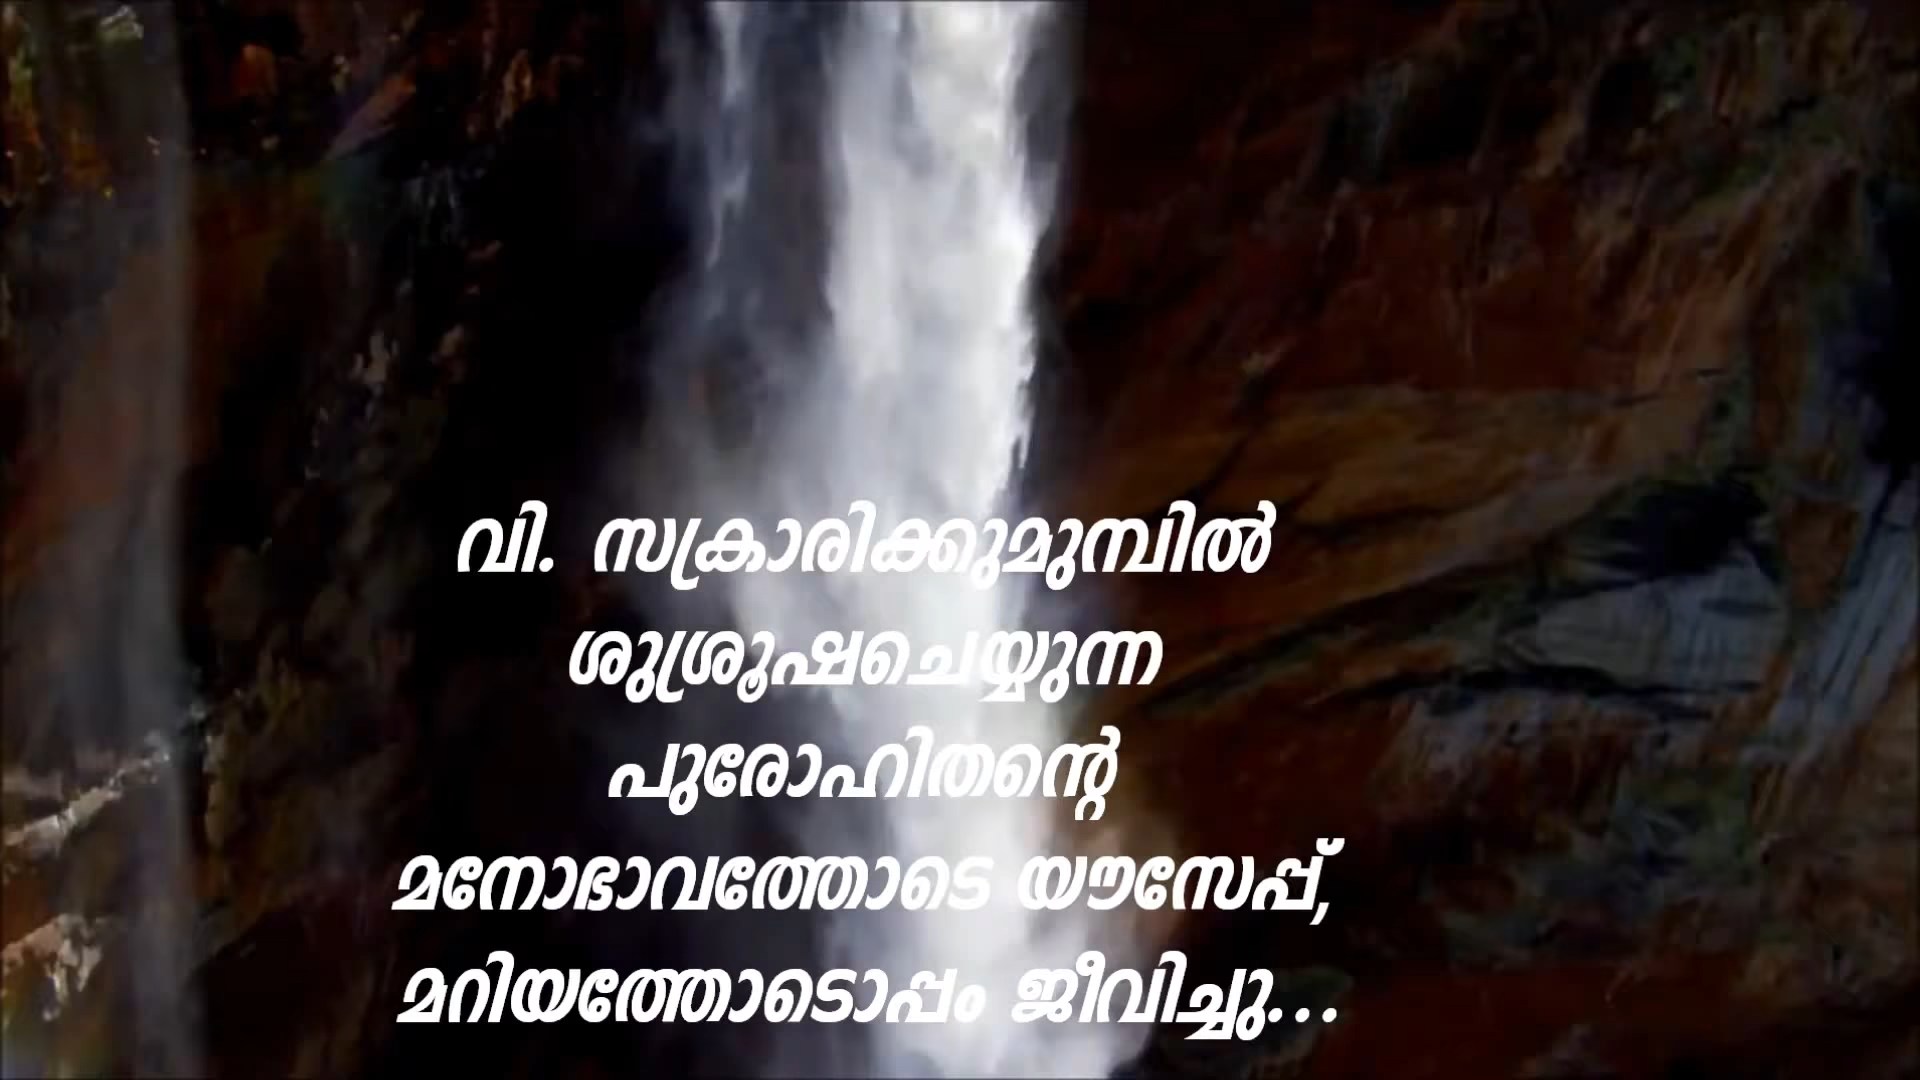 വി. സക്രാരിക്കുമുമ്പിൽ
ശുശ്രൂഷചെയ്യുന്ന
പുരോഹിതന്റെ
മനോഭാവത്തോടെ യൗസേപ്പ്,
മറിയത്തോടൊപ്പം ജീവിച്ചു...